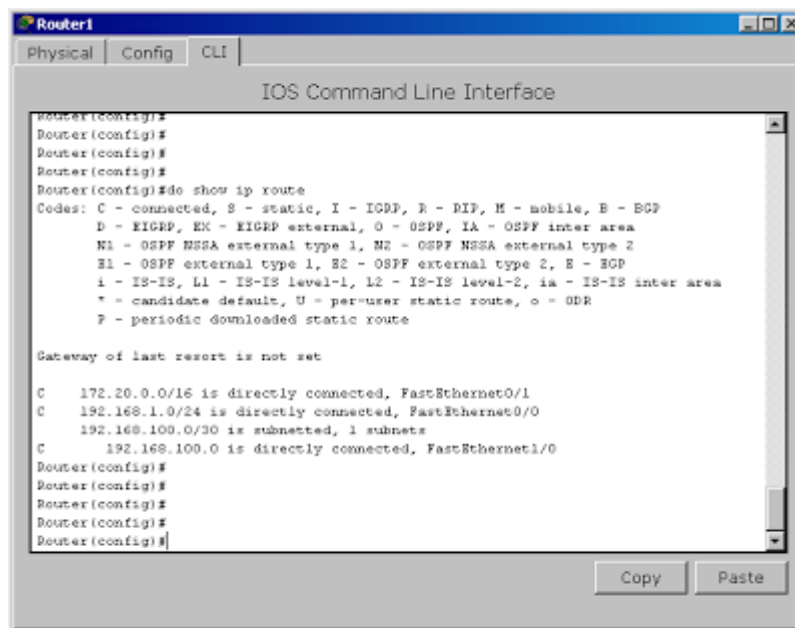 Router1
Physical Config CLI
IOS Command Line Interface
Router(config)#
Router(config)#
Router(config)#
Router(config)#
Router(config)#do show ip route
Codes: C - connected, S - static, I - IGRP, R - RIP, M - mobile, B - BGP
D - EIGRP, EX - EIGRP external, O - OSPF, IA - OSPF inter area
N1 - OSPF NSSA external type 1, N2 - OSPF NSSA external type 2
E1 - OSPF external type 1, E2 - OSPF external type 2, E - EGP
i - IS-IS, L1 - IS-IS level-1, L2 - IS-IS level-2, ia - IS-IS inter area
* - candidate default, U - per-user static route, o - ODR
P - periodic downloaded static route
Gateway of last resort is not set
C 172.20.0.0/16 is directly connected, FastEthernet0/1
C 192.168.1.0/24 is directly connected, FastEthernet0/0
192.168.100.0/30 is subnetted, 1 subnets
C 192.168.100.0 is directly connected, FastEthernet1/0
Router(config)#
Router(config)#
Router(config)#
Router(config)#
Router(config)#
Copy Paste